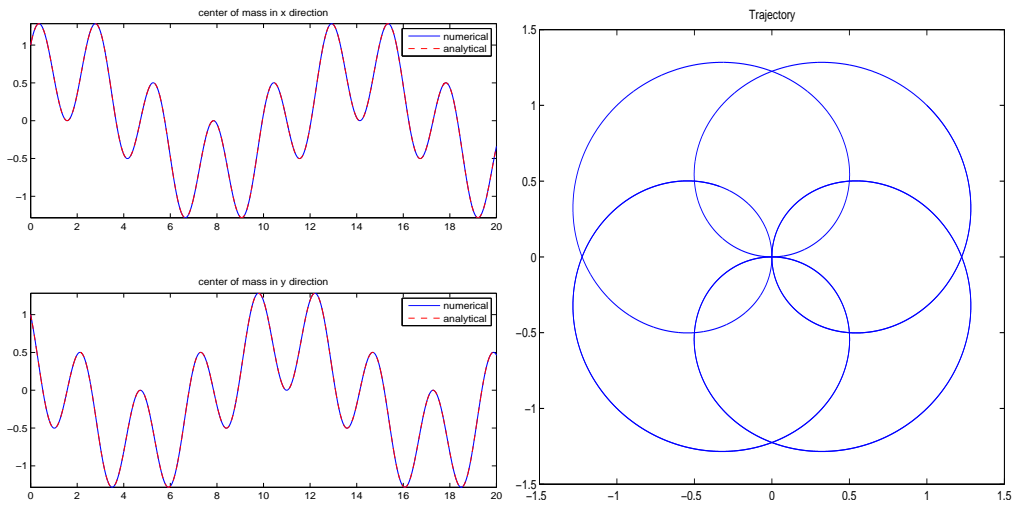 center of mass in x direction
numerical
analytical
1
0.5
0
−0.5
−1
0 2 4 6 8 10 12 14 16 18 20
center of mass in y direction
numerical
analytical
1
0.5
0
−0.5
−1
0 2 4 6 8 10 12 14 16 18 20
Trajectory
1.5
1
0.5
0
−0.5
−1
−1.5
−1.5 −1 −0.5 0 0.5 1 1.5